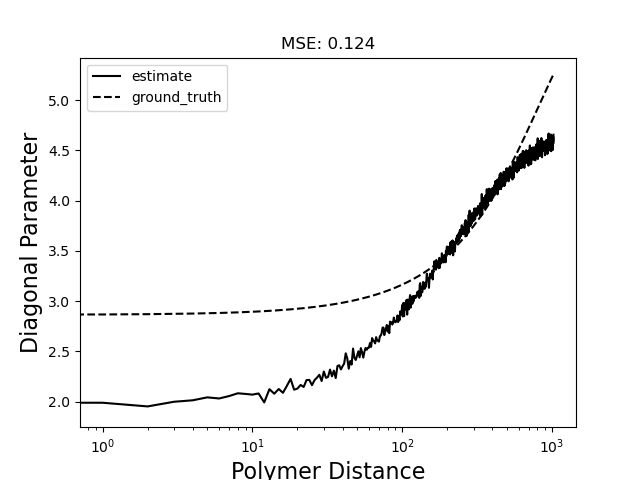 MSE: 0.124
estimate
ground_truth
Diagonal Parameter
5.0
4.5
4.0
3.5
3.0
2.5
2.0
10⁰ 10¹ 10² 10³
Polymer Distance